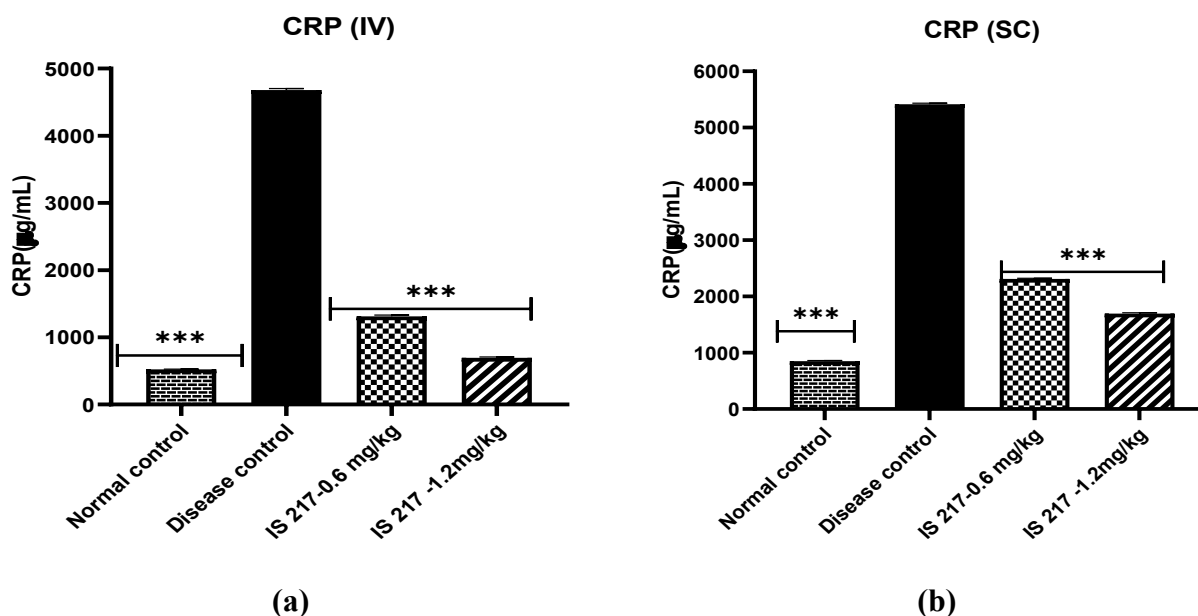 CRP (IV)
5000
4000
3000
2000
1000
0
CRP(µg/mL)
***
***
Normal control
Disease control
IS 217-0.6 mg/kg
IS 217 -1.2mg/kg
(a)
CRP (SC)
6000
5000
4000
3000
2000
1000
0
CRP(µg/mL)
***
***
Normal control
Disease control
IS 217-0.6 mg/kg
IS 217 -1.2mg/kg
(b)